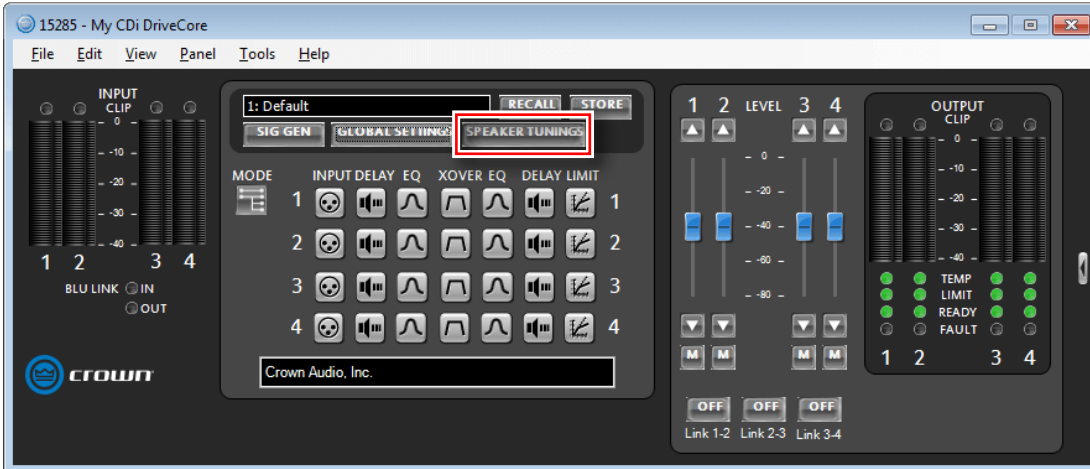 15285 - My CDi DriveCore
File Edit View Panel Tools Help
INPUT
CLIP
0
-10
-20
-30
-40
1 2 3 4
BLU LINK IN
OUT
crown
1: Default RECALL STORE
SIG GEN GLOBAL SETTINGS SPEAKER TUNINGS
MODE INPUT DELAY EQ XOVER EQ DELAY LIMIT
1 1
2 2
3 3
4 4
Crown Audio, Inc.
1 2 LEVEL 3 4
0
-20
-40
-60
-80
M M M M
OFF OFF OFF
Link 1-2 Link 2-3 Link 3-4
OUTPUT
CLIP
0
-10
-20
-30
-40
TEMP
LIMIT
READY
FAULT
1 2 3 4